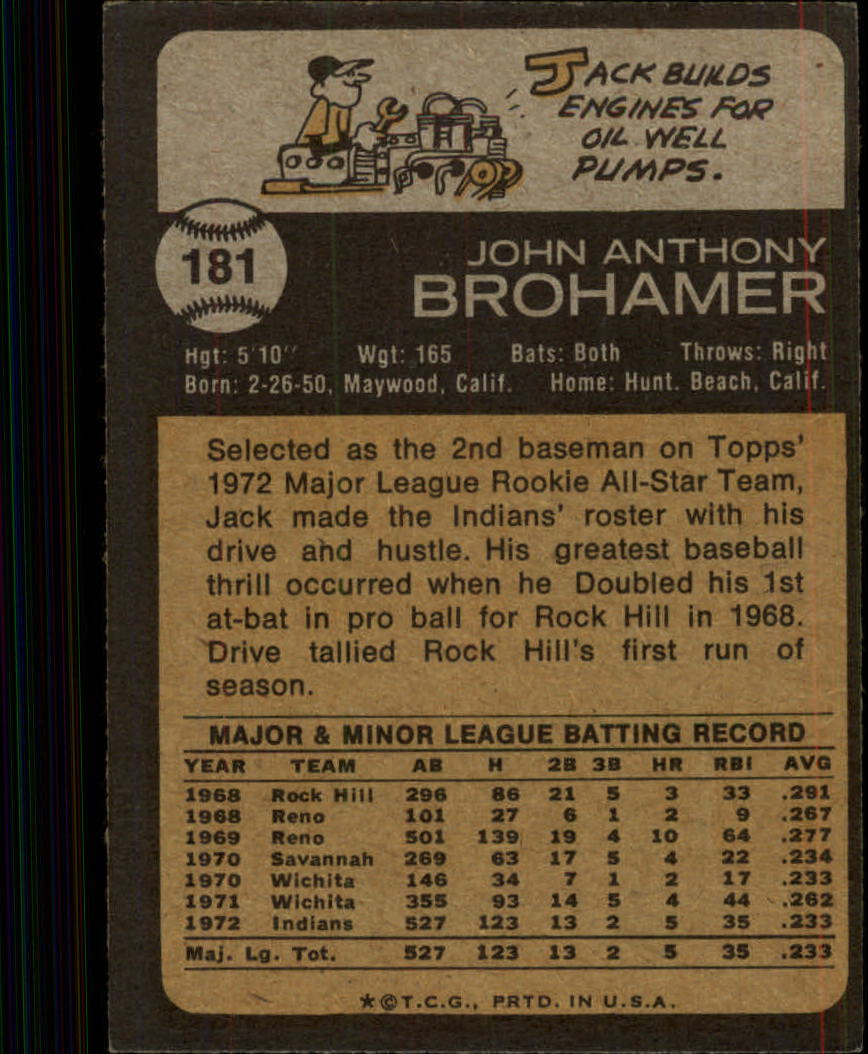 JACK BUILDS
ENGINES FOR
OIL WELL
PUMPS.
181
JOHN ANTHONY
BROHAMER
Hgt: 5'10" Wgt: 165 Bats: Both Throws: Right
Born: 2-26-50, Maywood, Calif. Home: Hunt. Beach, Calif.
Selected as the 2nd baseman on Topps'
1972 Major League Rookie All-Star Team,
Jack made the Indians' roster with his
drive and hustle. His greatest baseball
thrill occurred when he Doubled his 1st
at-bat in pro ball for Rock Hill in 1968.
Drive tallied Rock Hill's first run of
season.
MAJOR & MINOR LEAGUE BATTING RECORD
YEAR TEAM AB H 2B 3B HR RBI AVG
1968 Rock Hill 296 86 21 5 3 33 .291
1968 Reno 101 27 6 1 2 9 .267
1969 Reno 501 139 19 4 10 64 .277
1970 Savannah 269 63 17 5 4 22 .234
1970 Wichita 146 34 7 1 2 17 .233
1971 Wichita 355 93 14 5 4 44 .262
1972 Indians 527 123 13 2 5 35 .233
Maj. Lg. Tot. 527 123 13 2 5 35 .233
*©T.C.G., PRTD. IN U.S.A.